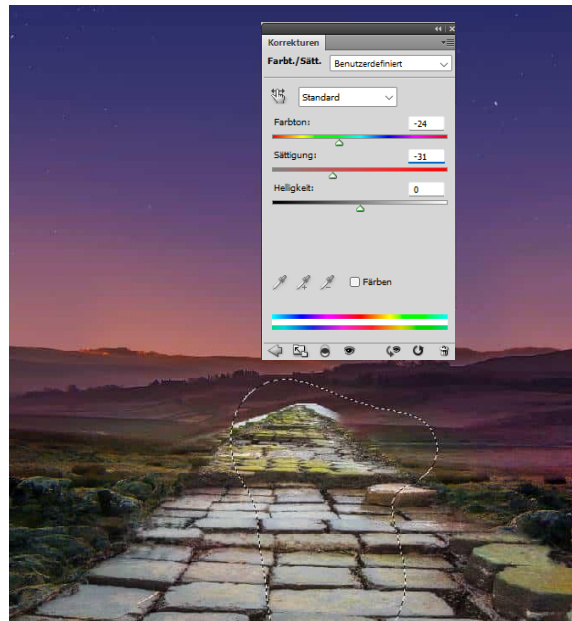 Korrekturen
Farbt./Sätt. Benutzerdefiniert
Standard
Farbton: -24
Sättigung: -31
Helligkeit: 0
Färben